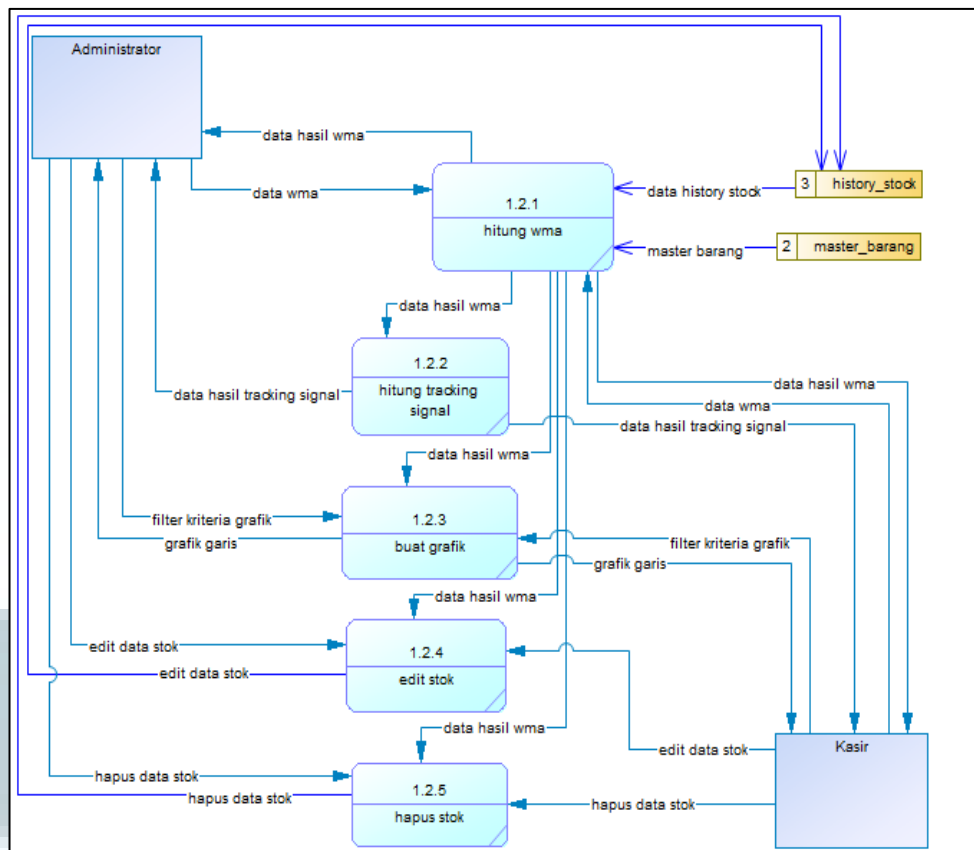 Administrator
data hasil wma
data wma
1.2.1
hitung wma
data history stock
3 history_stock
master barang
2 master_barang
data hasil wma
1.2.2
hitung tracking
signal
data hasil tracking signal
data hasil wma
data wma
data hasil tracking signal
data hasil wma
1.2.3
buat grafik
filter kriteria grafik
grafik garis
filter kriteria grafik
grafik garis
data hasil wma
1.2.4
edit stok
edit data stok
edit data stok
edit data stok
data hasil wma
Kasir
1.2.5
hapus stok
hapus data stok
hapus data stok
hapus data stok